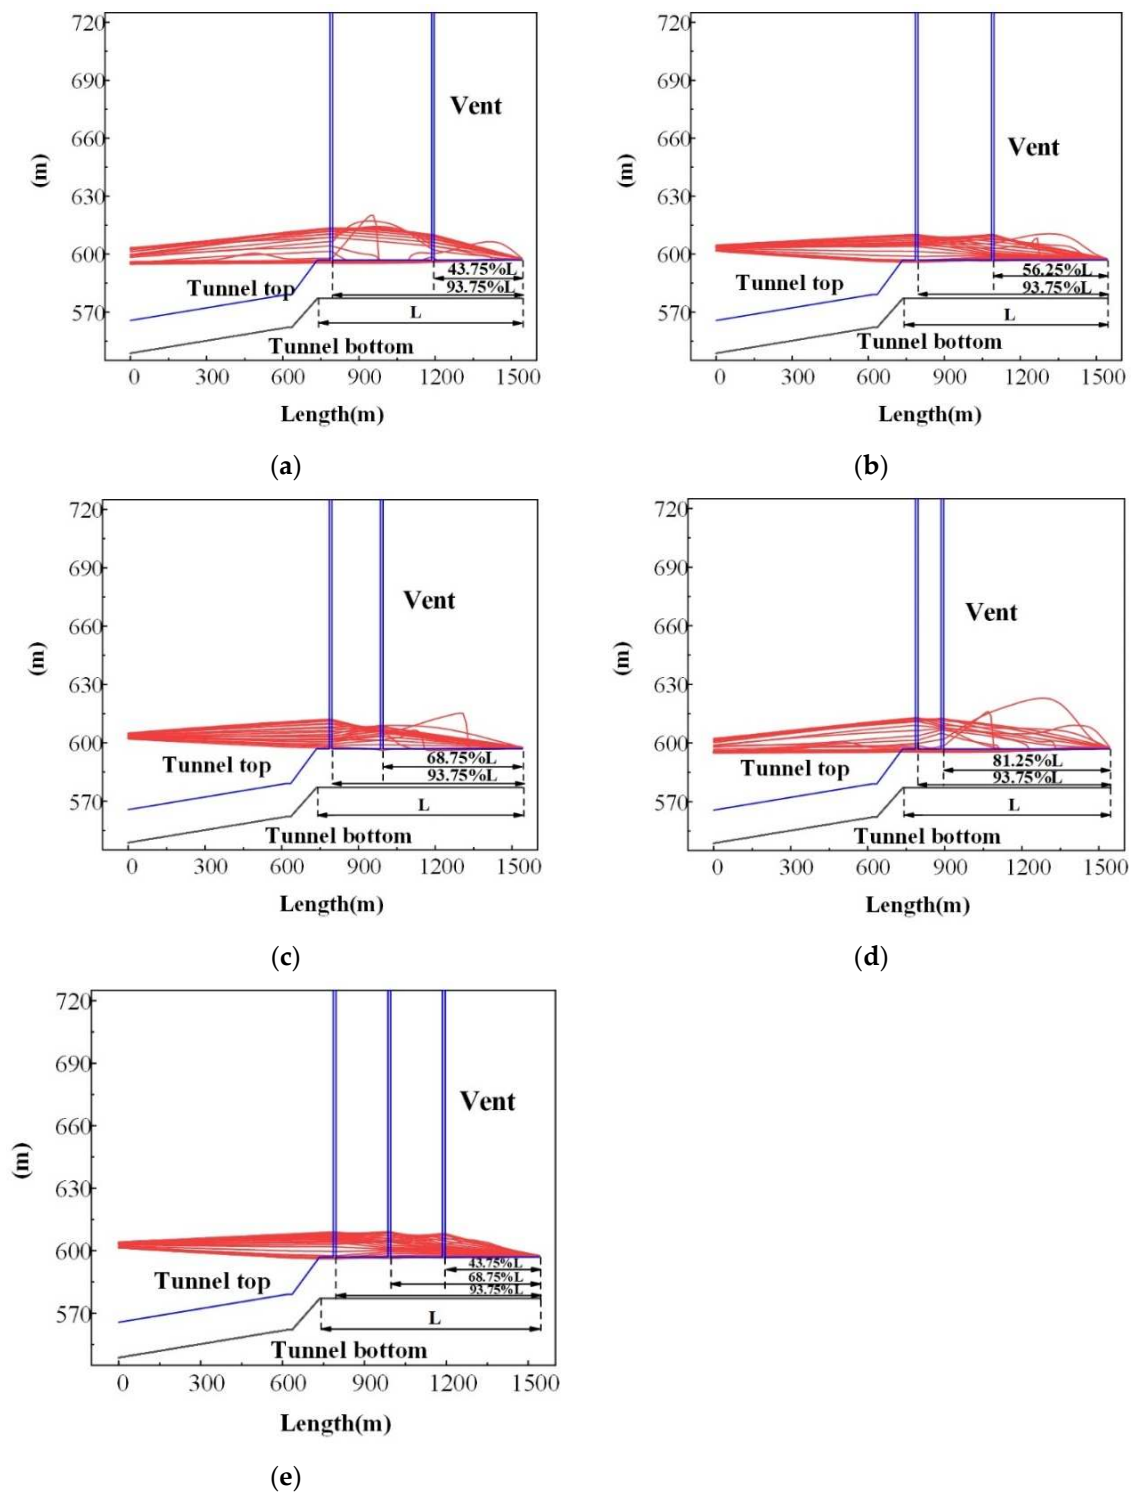 720
690
660
630
600
570
(m)
Vent
43.75%L
93.75%L
L
Tunnel top
Tunnel bottom
0 300 600 900 1200 1500
Length(m)
(a)
720
690
660
630
600
570
(m)
Vent
56.25%L
93.75%L
L
Tunnel top
Tunnel bottom
0 300 600 900 1200 1500
Length(m)
(b)
720
690
660
630
600
570
(m)
Vent
68.75%L
93.75%L
L
Tunnel top
Tunnel bottom
0 300 600 900 1200 1500
Length(m)
(c)
720
690
660
630
600
570
(m)
Vent
81.25%L
93.75%L
L
Tunnel top
Tunnel bottom
0 300 600 900 1200 1500
Length(m)
(d)
720
690
660
630
600
570
(m)
Vent
43.75%L
68.75%L
93.75%L
L
Tunnel top
Tunnel bottom
0 300 600 900 1200 1500
Length(m)
(e)